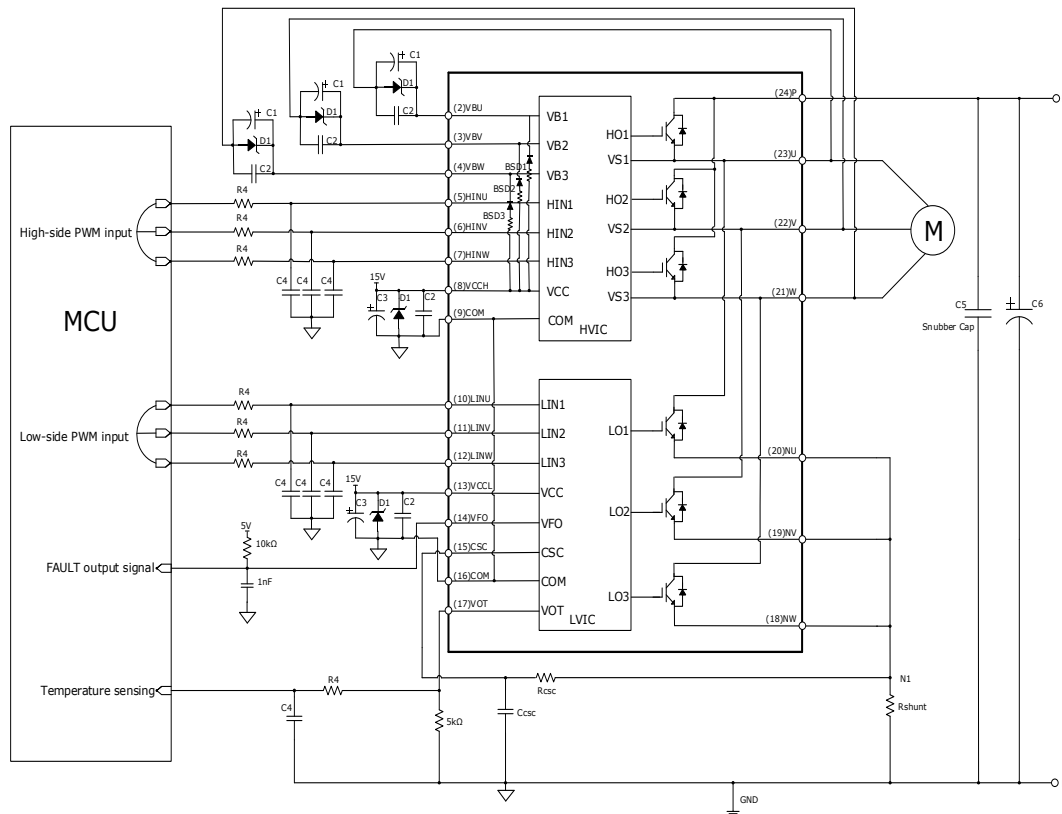 C1
D1
C2
C1
D1
C2
C1
D1
C2
(2)VBU
(3)VBV
(4)VBW
(5)HINU
(6)HINV
(7)HINW
(8)VCCH
(9)COM
VB1
VB2
VB3
HIN1
HIN2
HIN3
VCC
COM
HVIC
BSD1
BSD2
BSD3
HO1
VS1
HO2
VS2
HO3
VS3
(24)P
(23)U
(22)V
(21)W
M
C5
Snubber Cap
C6
MCU
High-side PWM input
R4
R4
R4
C4
C4
C4
15V
C3
D1
C2
Low-side PWM input
R4
R4
R4
C4
C4
C4
15V
C3
D1
C2
(10)LINU
(11)LINV
(12)LINW
(13)VCCL
(14)VFO
(15)CSC
(16)COM
(17)VOT
LIN1
LIN2
LIN3
VCC
VFO
CSC
COM
VOT
LVIC
LO1
LO2
LO3
(20)NU
(19)NV
(18)NW
5V
10kΩ
FAULT output signal
1nF
Temperature sensing
R4
C4
5kΩ
Ccsc
Rcsc
N1
Rshunt
GND